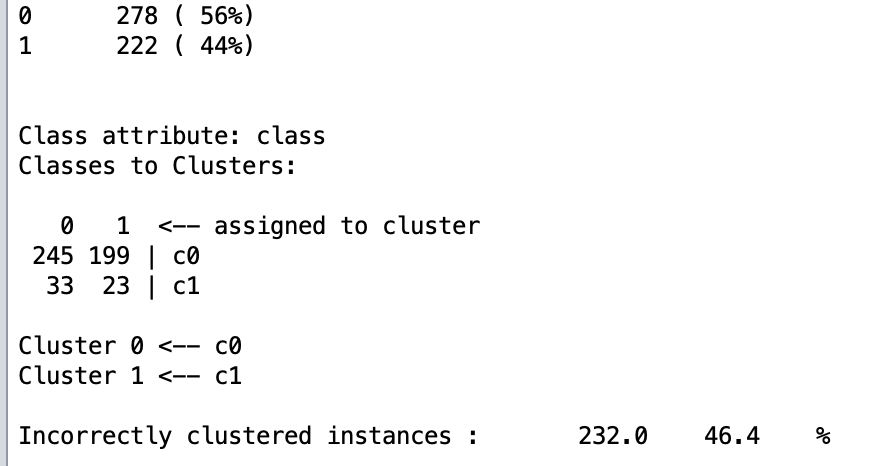 0      278 ( 56%)
1      222 ( 44%)
Class attribute: class
Classes to Clusters:
   0   1  <-- assigned to cluster
 245 199 | c0
  33  23 | c1
Cluster 0 <-- c0
Cluster 1 <-- c1
Incorrectly clustered instances :       232.0    46.4    %